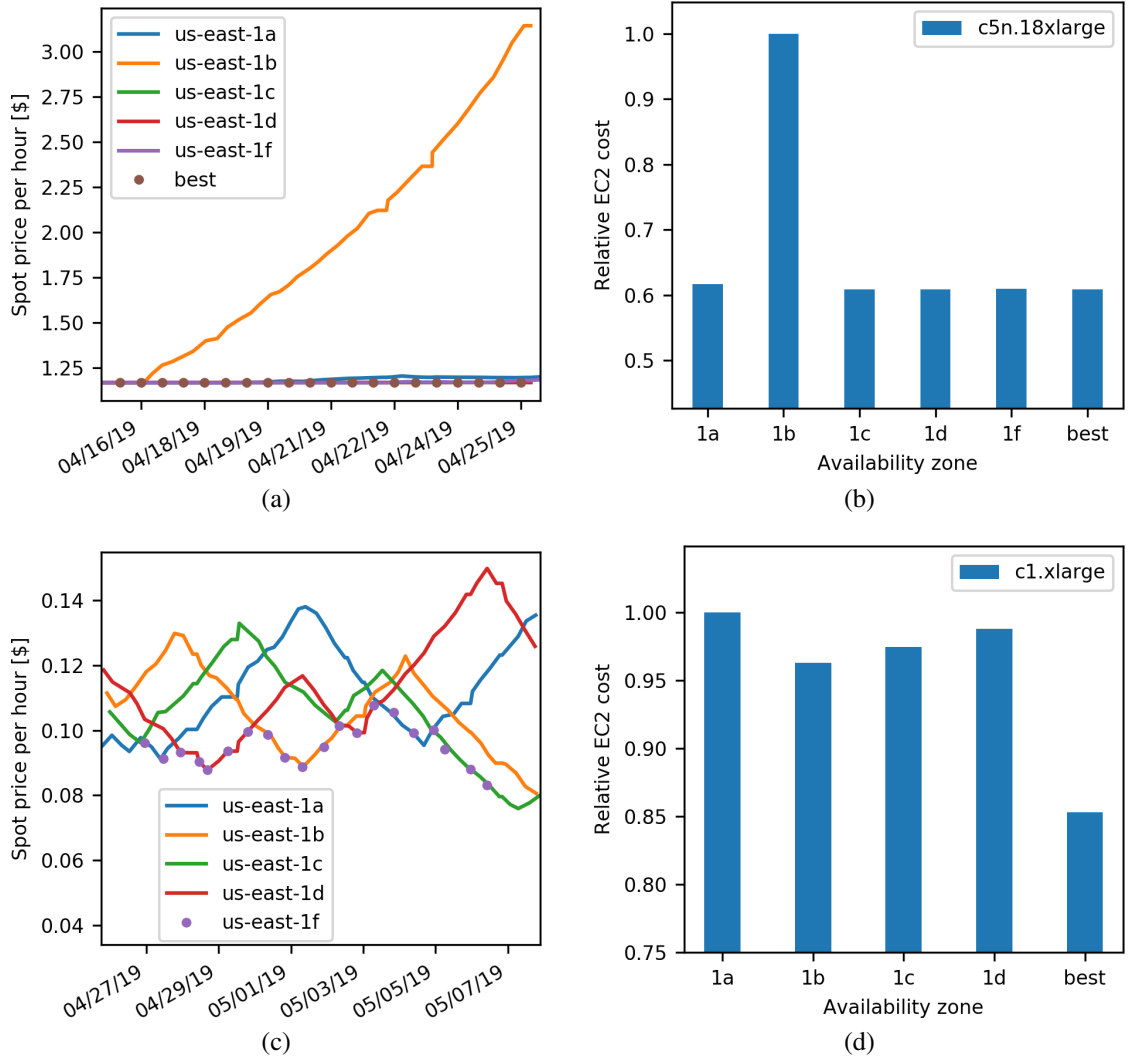 Spot price per hour [$]
3.00
2.75
2.50
2.25
2.00
1.75
1.50
1.25
us-east-1a
us-east-1b
us-east-1c
us-east-1d
us-east-1f
best
04/16/19
04/18/19
04/19/19
04/21/19
04/22/19
04/24/19
04/25/19
(a)
Relative EC2 cost
1.0
0.9
0.8
0.7
0.6
0.5
c5n.18xlarge
1a 1b 1c 1d 1f best
Availability zone
(b)
Spot price per hour [$]
0.14
0.12
0.10
0.08
0.06
0.04
us-east-1a
us-east-1b
us-east-1c
us-east-1d
us-east-1f
04/27/19
04/29/19
05/01/19
05/03/19
05/05/19
05/07/19
(c)
Relative EC2 cost
1.00
0.95
0.90
0.85
0.80
0.75
c1.xlarge
1a 1b 1c 1d best
Availability zone
(d)